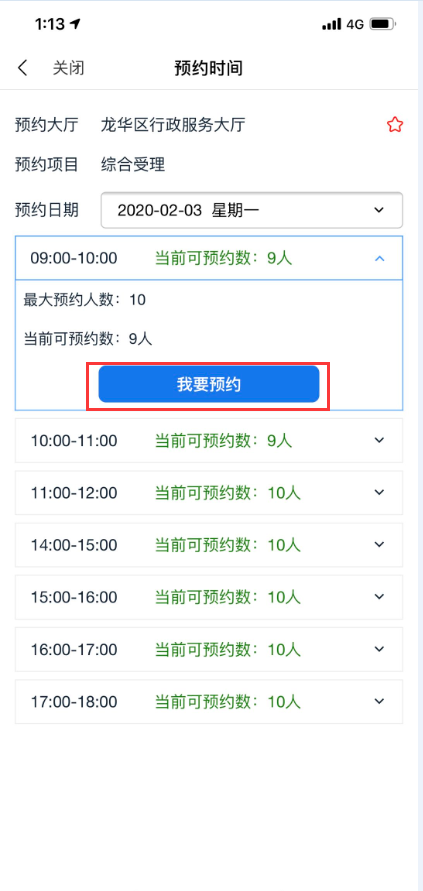 1:13 4G
关闭 预约时间
预约大厅 龙华区行政服务大厅
预约项目 综合受理
预约日期 2020-02-03 星期一
09:00-10:00 当前可预约数：9人
最大预约人数：10
当前可预约数：9人
我要预约
10:00-11:00 当前可预约数：9人
11:00-12:00 当前可预约数：10人
14:00-15:00 当前可预约数：10人
15:00-16:00 当前可预约数：10人
16:00-17:00 当前可预约数：10人
17:00-18:00 当前可预约数：10人